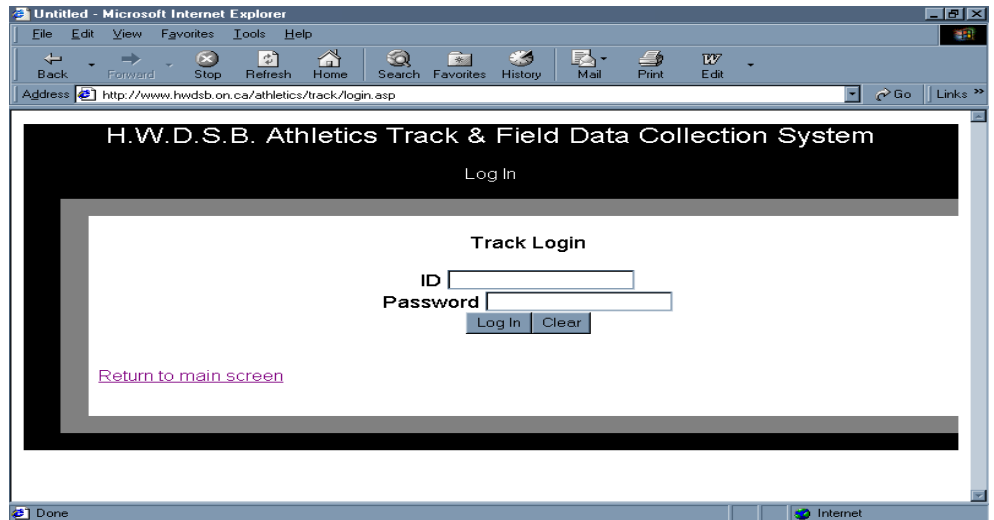 Untitled - Microsoft Internet Explorer
File Edit View Favorites Tools Help
Back Forward Stop Refresh Home Search Favorites History Mail Print Edit
Address http://www.hwdsb.on.ca/athletics/track/login.asp Go Links »
H.W.D.S.B. Athletics Track & Field Data Collection System
Log In
Track Login
ID
Password
Log In Clear
Return to main screen
Done Internet